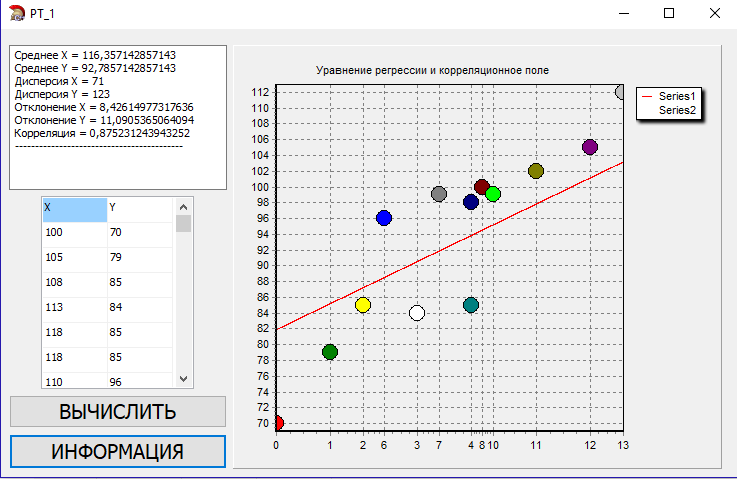 PT_1
Среднее X = 116,357142857143
Среднее Y = 92,7857142857143
Дисперсия X = 71
Дисперсия Y = 123
Отклонение X = 8,42614977317636
Отклонение Y = 11,0905365064094
Корреляция = 0,875231243943252
------------------------------------------
X Y
100 70
105 79
108 85
113 84
118 85
118 85
110 96
ВЫЧИСЛИТЬ
ИНФОРМАЦИЯ
Уравнение регрессии и корреляционное поле
112
110
108
106
104
102
100
98
96
94
92
90
88
86
84
82
80
78
76
74
72
70
0 1 2 6 3 7 4 8 10 11 12 13
Series1
Series2